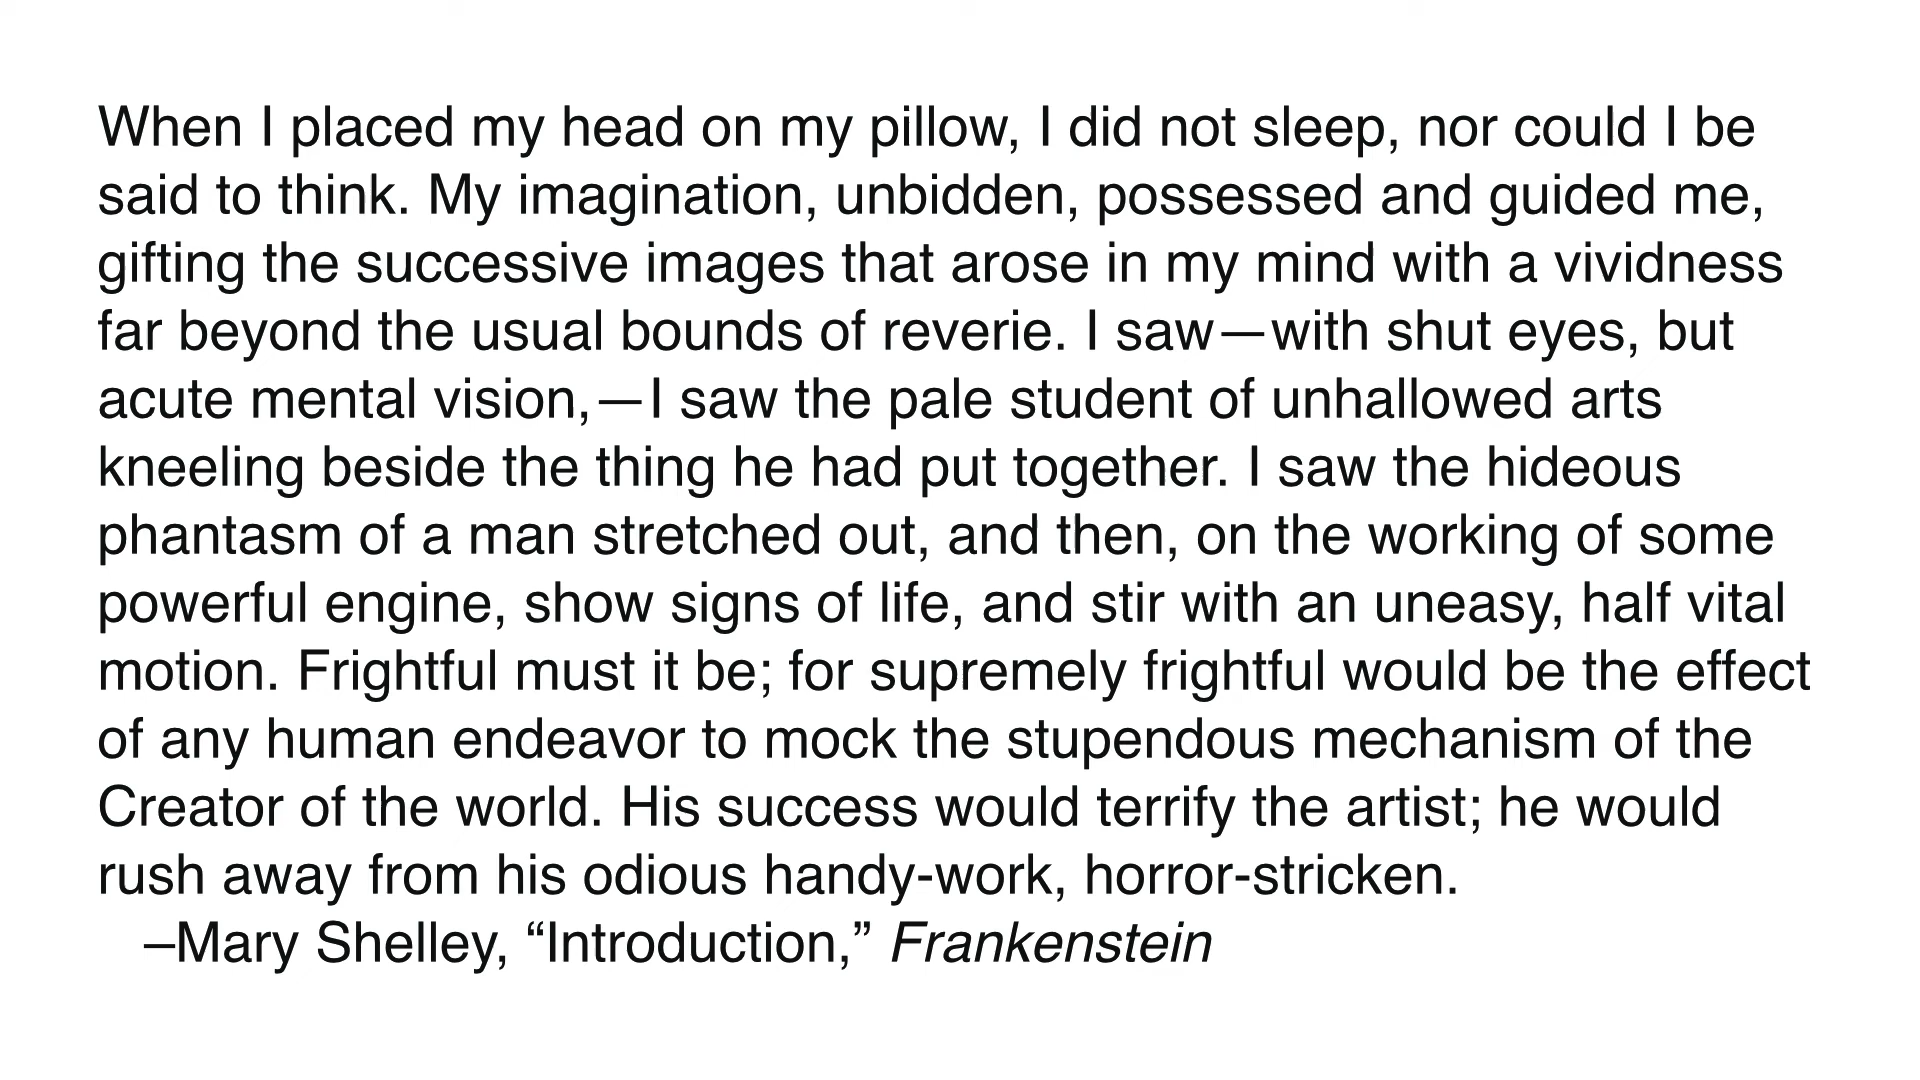 When I placed my head on my pillow, I did not sleep, nor could I be
said to think. My imagination, unbidden, possessed and guided me,
gifting the successive images that arose in my mind with a vividness
far beyond the usual bounds of reverie. I saw—with shut eyes, but
acute mental vision,—I saw the pale student of unhallowed arts
kneeling beside the thing he had put together. I saw the hideous
phantasm of a man stretched out, and then, on the working of some
powerful engine, show signs of life, and stir with an uneasy, half vital
motion. Frightful must it be; for supremely frightful would be the effect
of any human endeavor to mock the stupendous mechanism of the
Creator of the world. His success would terrify the artist; he would
rush away from his odious handy-work, horror-stricken.
–Mary Shelley, “Introduction,” Frankenstein